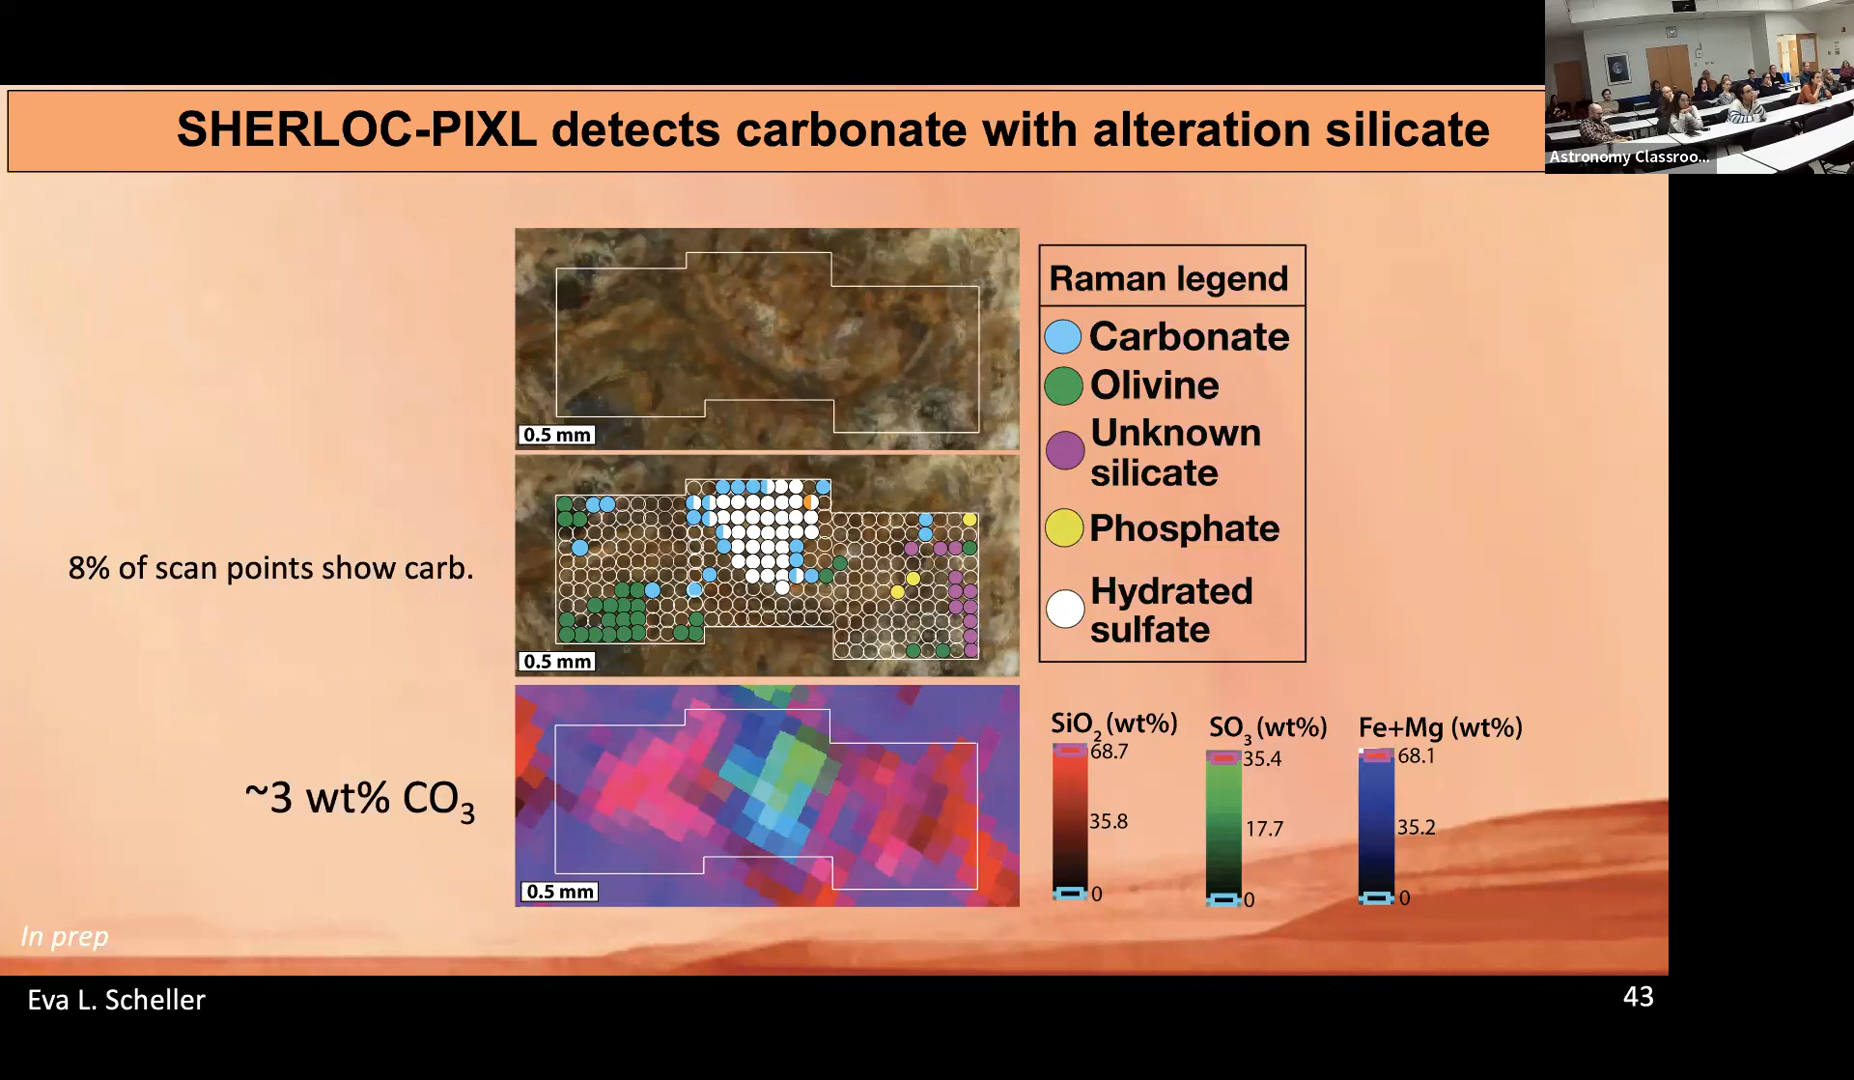 SHERLOC-PIXL detects carbonate with alteration silicate
Astronomy Classroo...
Raman legend
Carbonate
Olivine
Unknown
silicate
Phosphate
Hydrated
sulfate
0.5 mm
8% of scan points show carb.
0.5 mm
~3 wt% CO3
0.5 mm
SiO2 (wt%)
68.7
35.8
0
SO3 (wt%)
35.4
17.7
0
Fe+Mg (wt%)
68.1
35.2
0
In prep
Eva L. Scheller
43